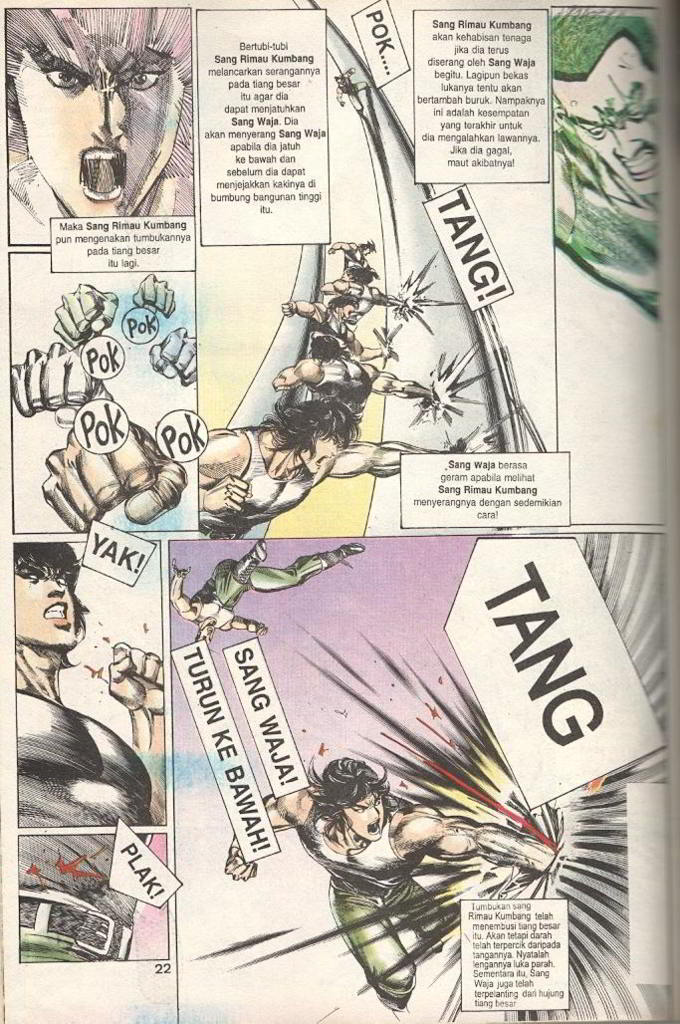 Bertubi-tubi
Sang Rimau Kumbang
melancarkan serangannya
pada tiang besar
itu agar dia
dapat menjatuhkan
Sang Waja. Dia
akan menyerang Sang Waja
apabila dia jatuh
ke bawah dan
sebelum dia dapat
menjejakkan kakinya di
bumbung bangunan tinggi
itu.
POK....
Sang Rimau Kumbang
akan kehabisan tenaga
jika dia terus
diserang oleh Sang Waja
begitu. Lagipun bekas
lukanya tentu akan
bertambah buruk. Nampaknya
ini adalah kesempatan
yang terakhir untuk
dia mengalahkan lawannya.
Jika dia gagal,
maut akibatnya!
Maka Sang Rimau Kumbang
pun mengenakan tumbukannya
pada tiang besar
itu lagi.
TANG!
POK
POK
POK
POK
Sang Waja berasa
geram apabila melihat
Sang Rimau Kumbang
menyerangnya dengan sedemikian
cara!
YAK!
TANG
SANG WAJA!
TURUN KE BAWAH!
PLAK!
Tumbukan sang
Rimau Kumbang telah
menembusi tiang besar
itu. Akan tetapi darah
telah terpercik daripada
tangannya. Nyatalah
lengannya luka parah.
Sementara itu, Sang
Waja juga telah
terpelanting dari hujung
tiang besar
22